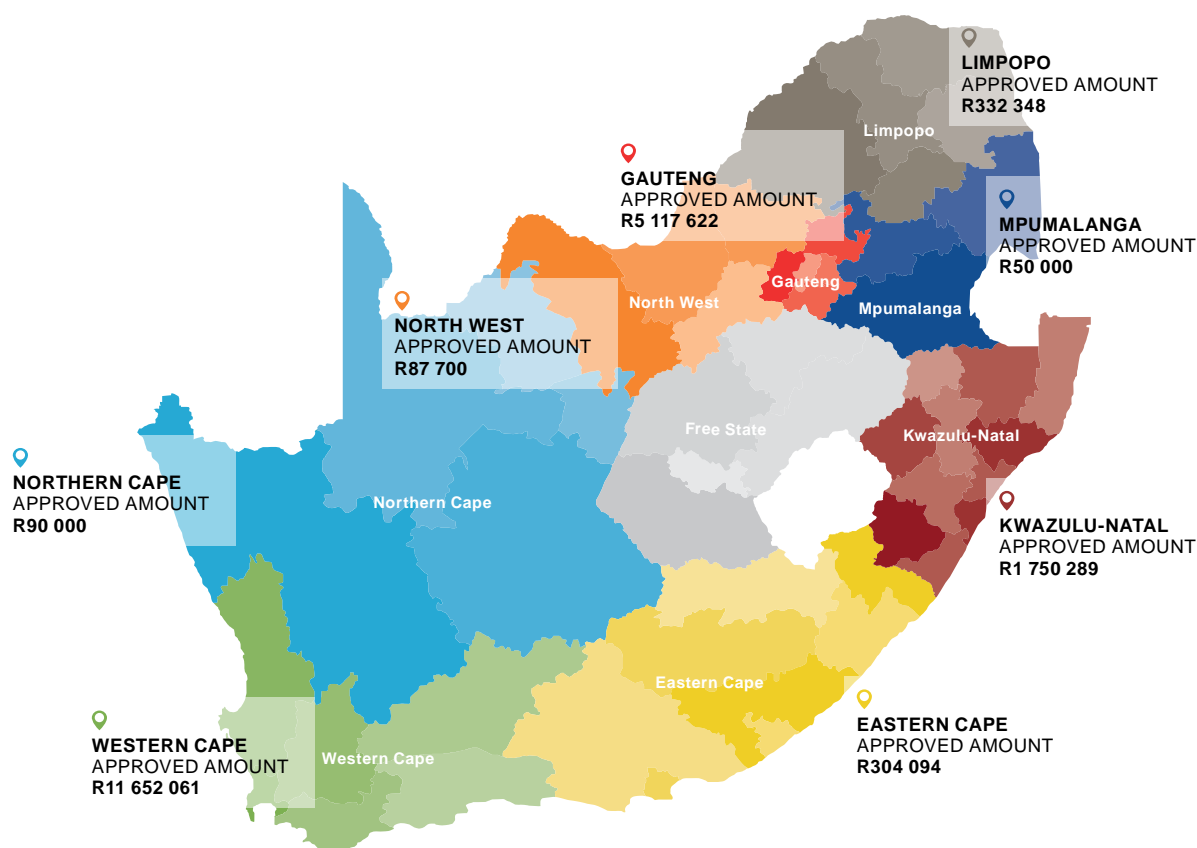 LIMPOPO
APPROVED AMOUNT
R332 348
Limpopo
GAUTENG
APPROVED AMOUNT
R5 117 622
MPUMALANGA
APPROVED AMOUNT
R50 000
Gauteng
North West
Mpumalanga
NORTH WEST
APPROVED AMOUNT
R87 700
Free State
Kwazulu-Natal
NORTHERN CAPE
APPROVED AMOUNT
R90 000
Northern Cape
KWAZULU-NATAL
APPROVED AMOUNT
R1 750 289
Eastern Cape
EASTERN CAPE
APPROVED AMOUNT
R304 094
WESTERN CAPE
APPROVED AMOUNT
R11 652 061
Western Cape